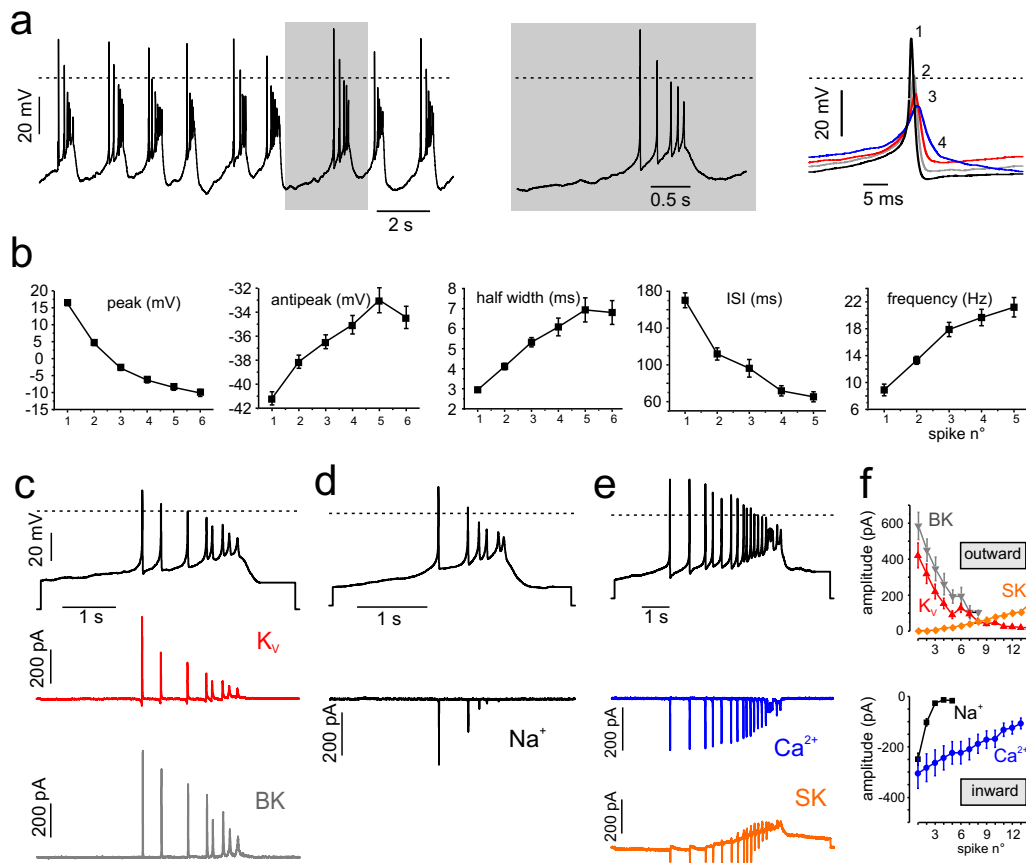 a
20 mV
2 s
0.5 s
20 mV
5 ms
1
2
3
4
b
peak (mV)
20
15
10
5
0
-5
-10
-15
1 2 3 4 5 6
antipeak (mV)
-32
-34
-36
-38
-40
-42
1 2 3 4 5 6
half width (ms)
8
7
6
5
4
3
2
1 2 3 4 5 6
ISI (ms)
180
140
100
60
1 2 3 4 5
frequency (Hz)
22
18
14
10
6
1 2 3 4 5
spike n°
c
20 mV
1 s
200 pA
Kv
200 pA
BK
d
1 s
200 pA
Na+
e
1 s
200 pA
Ca2+
200 pA
SK
f
amplitude (pA)
600
400
200
0
BK
outward
SK
Kv
3 6 9 12
amplitude (pA)
0
-200
-400
Na+
Ca2+
inward
3 6 9 12
spike n°